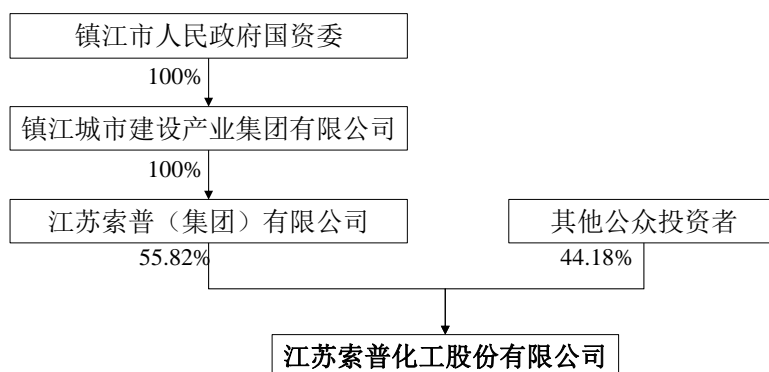 镇江市人民政府国资委
100%
镇江城市建设产业集团有限公司
100%
江苏索普（集团）有限公司
其他公众投资者
55.82%
44.18%
江苏索普化工股份有限公司